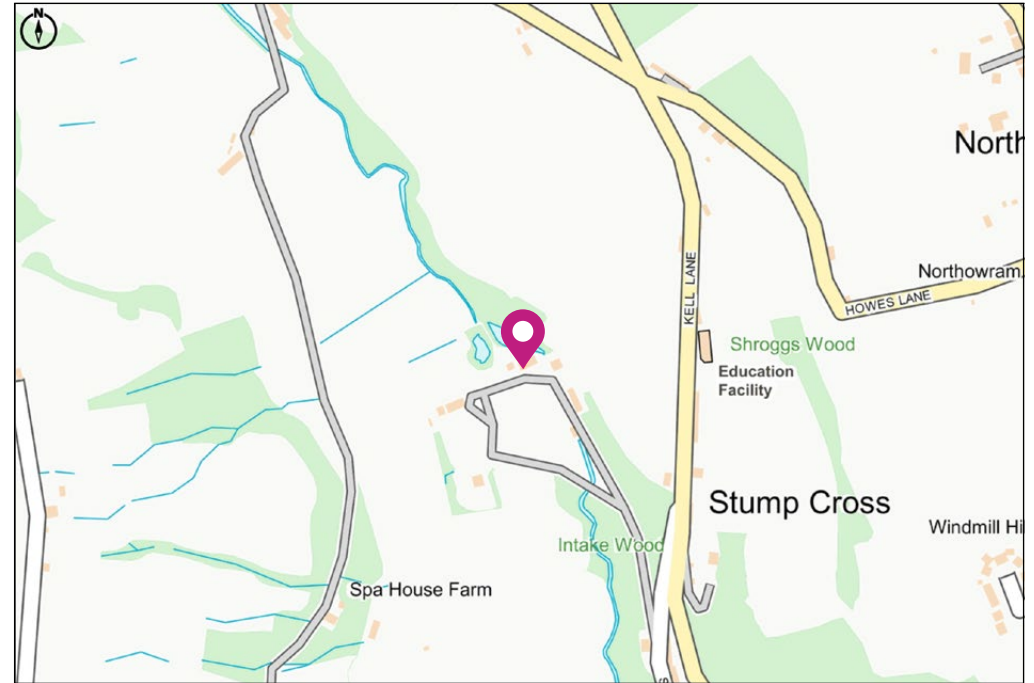 N
North
Northowram
KELL LANE
HOWES LANE
Shroggs Wood
Education
Facility
Stump Cross
Windmill Hi
Intake Wood
Spa House Farm
S